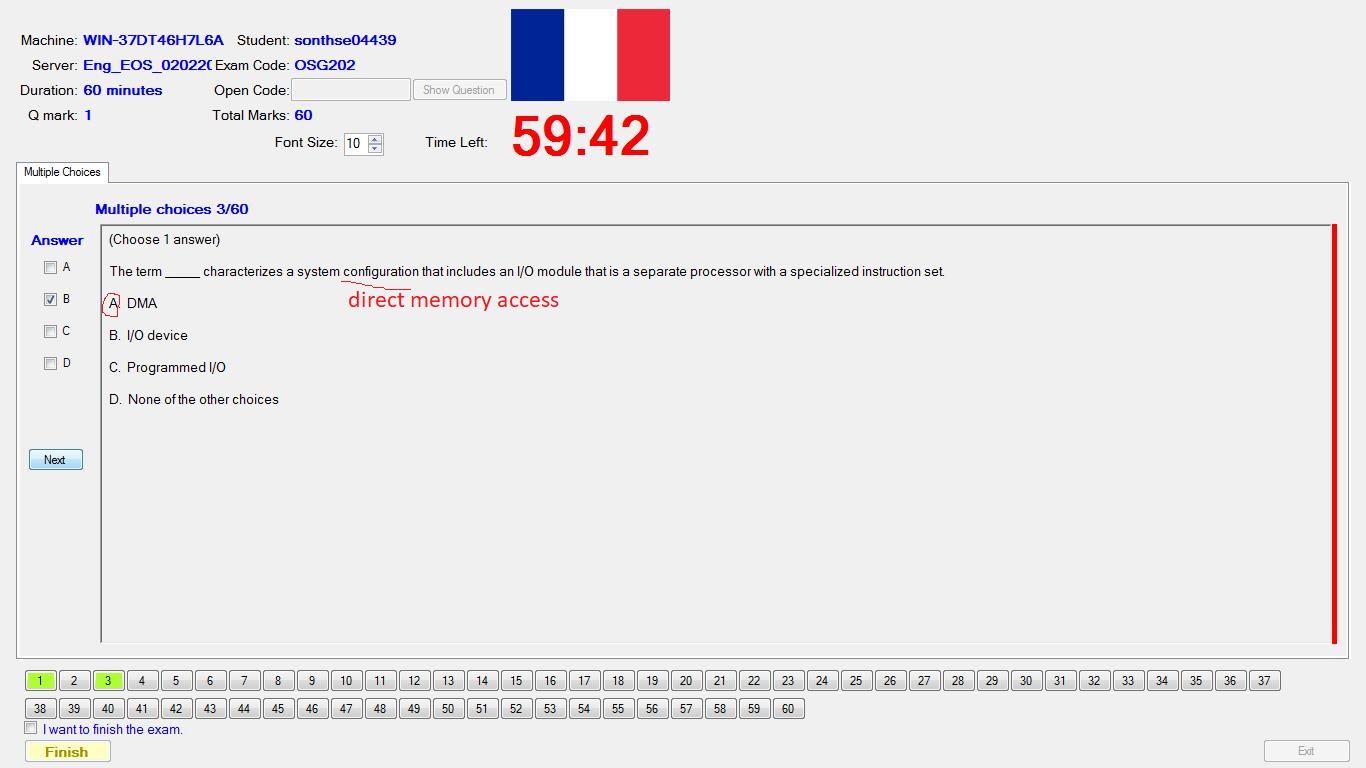 Machine: WIN-37DT46H7L6A Student: sonthse04439
Server: Eng_EOS_020220 Exam Code: OSG202
Duration: 60 minutes Open Code: Show Question
Q mark: 1 Total Marks: 60
Font Size: 10 Time Left: 59:42
Multiple Choices
Multiple choices 3/60
Answer
(Choose 1 answer)
A
The term _____ characterizes a system configuration that includes an I/O module that is a separate processor with a specialized instruction set.
B
A. DMA
direct memory access
C
B. I/O device
D
C. Programmed I/O
D. None of the other choices
Next
1 2 3 4 5 6 7 8 9 10 11 12 13 14 15 16 17 18 19 20 21 22 23 24 25 26 27 28 29 30 31 32 33 34 35 36 37
38 39 40 41 42 43 44 45 46 47 48 49 50 51 52 53 54 55 56 57 58 59 60
I want to finish the exam.
Finish Exit